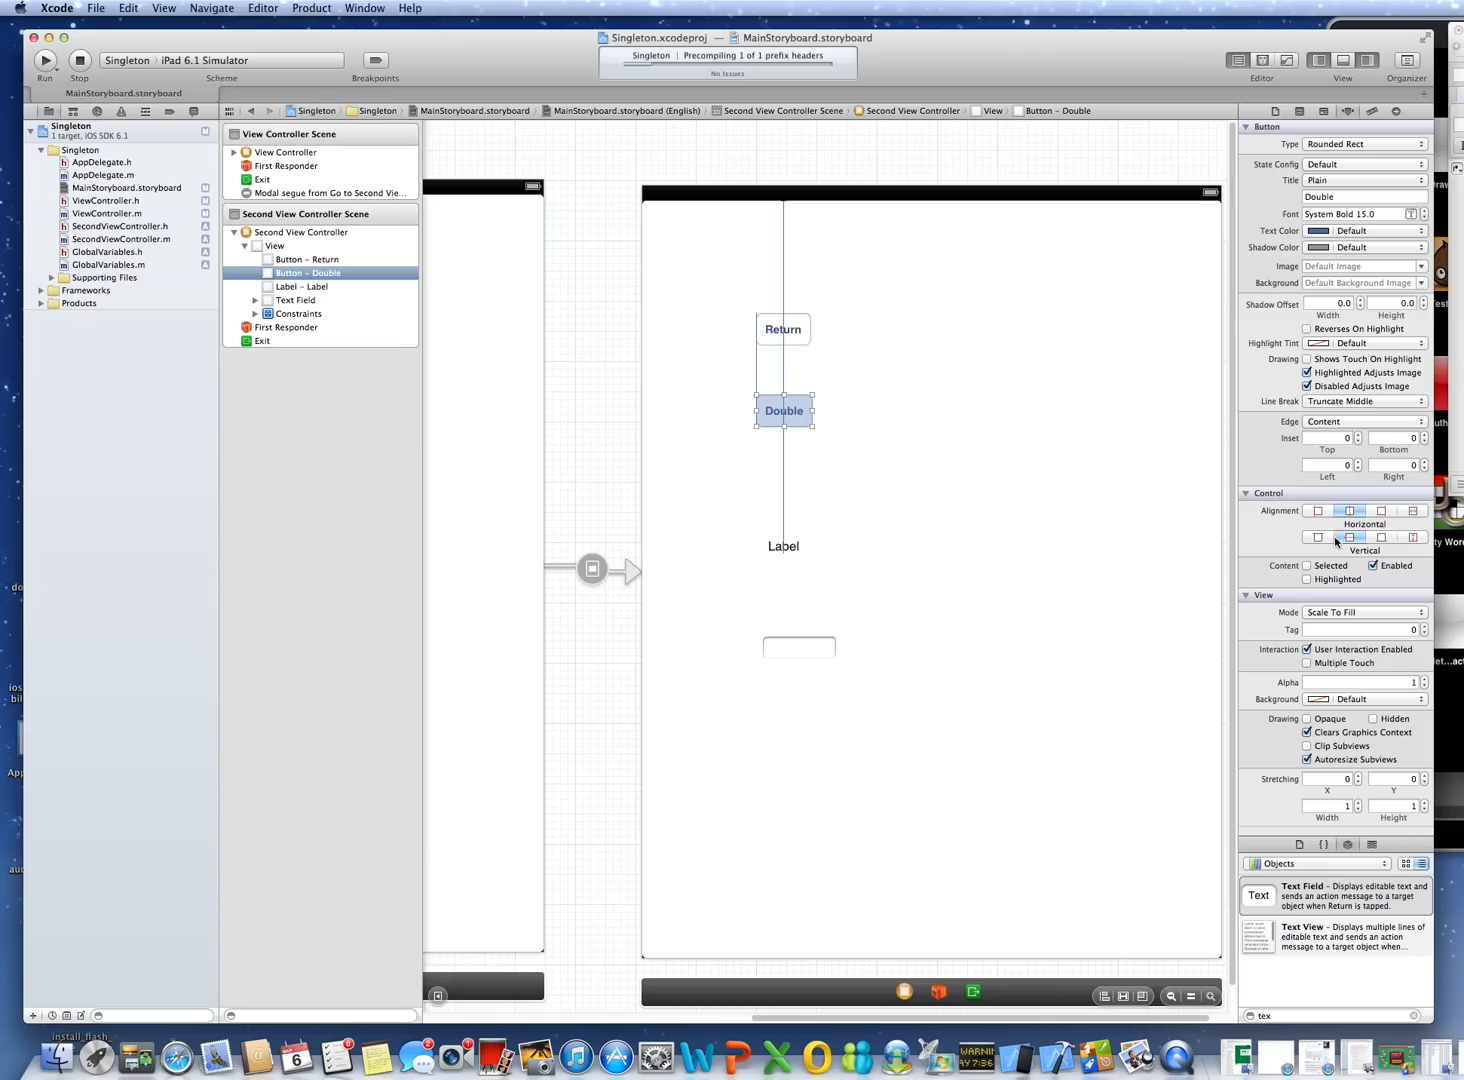 Xcode File Edit View Navigate Editor Product Window Help
Singleton.xcodeproj — MainStoryboard.storyboard
Singleton iPad 6.1 Simulator
Singleton Precompiling 1 of 1 prefix headers
No Issues
Run Stop Scheme Breakpoints Editor View Organizer
MainStoryboard.storyboard
Singleton Singleton MainStoryboard.storyboard MainStoryboard.storyboard (English) Second View Controller Scene Second View Controller View Button – Double
Singleton
1 target, iOS SDK 6.1
M
Singleton
AppDelegate.h
AppDelegate.m
MainStoryboard.storyboard M
ViewController.h M
ViewController.m M
SecondViewController.h A
SecondViewController.m A
GlobalVariables.h A
GlobalVariables.m A
Supporting Files
Frameworks
Products
View Controller Scene
View Controller
First Responder
Exit
Modal segue from Go to Second Vie...
Second View Controller Scene
Second View Controller
View
Button – Return
Button – Double
Label – Label
Text Field
Constraints
First Responder
Exit
Return
Double
Label
Button
Type Rounded Rect
State Config Default
Title Plain
Double
Font System Bold 15.0 T
Text Color Default
Shadow Color Default
Image Default Image
Background Default Background Image
Shadow Offset 0.0 0.0
Width Height
Reverses On Highlight
Highlight Tint Default
Drawing Shows Touch On Highlight
Highlighted Adjusts Image
Disabled Adjusts Image
Line Break Truncate Middle
Edge Content
Inset 0 0
Top Bottom
0 0
Left Right
Control
Alignment
Horizontal
Vertical
Content Selected Enabled
Highlighted
View
Mode Scale To Fill
Tag 0
Interaction User Interaction Enabled
Multiple Touch
Alpha 1
Background Default
Drawing Opaque Hidden
Clears Graphics Context
Clip Subviews
Autoresize Subviews
Stretching 0 0
X Y
1 1
Width Height
{ }
Objects
Text
Text Field – Displays editable text and
sends an action message to a target
object when Return is tapped.
Text View – Displays multiple lines of
editable text and sends an action
message to a target object when...
tex
install_flash
MAR
6
8
2
1
WARNIN
AY 7:36